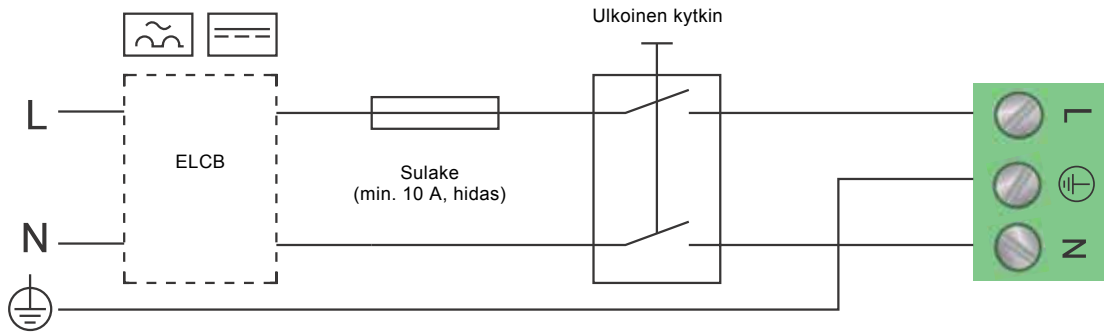 Ulkoinen kytkin
L
ELCB
Sulake
(min. 10 A, hidas)
N
L
N